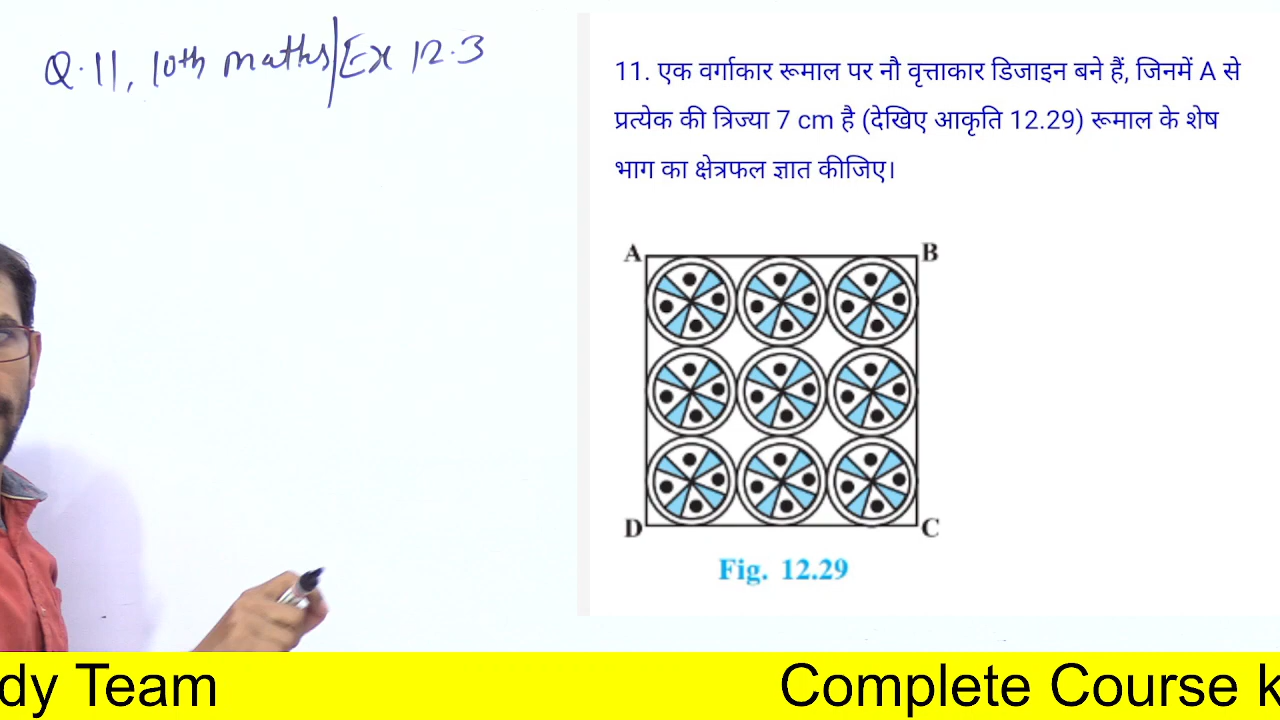 Q.11, 10th maths/Ex 12.3
11. एक वर्गाकार रूमाल पर नौ वृत्ताकार डिजाइन बने हैं, जिनमें A से
प्रत्येक की त्रिज्या 7 cm है (देखिए आकृति 12.29) रूमाल के शेष
भाग का क्षेत्रफल ज्ञात कीजिए।
A B
D C
Fig. 12.29
dy Team Complete Course k